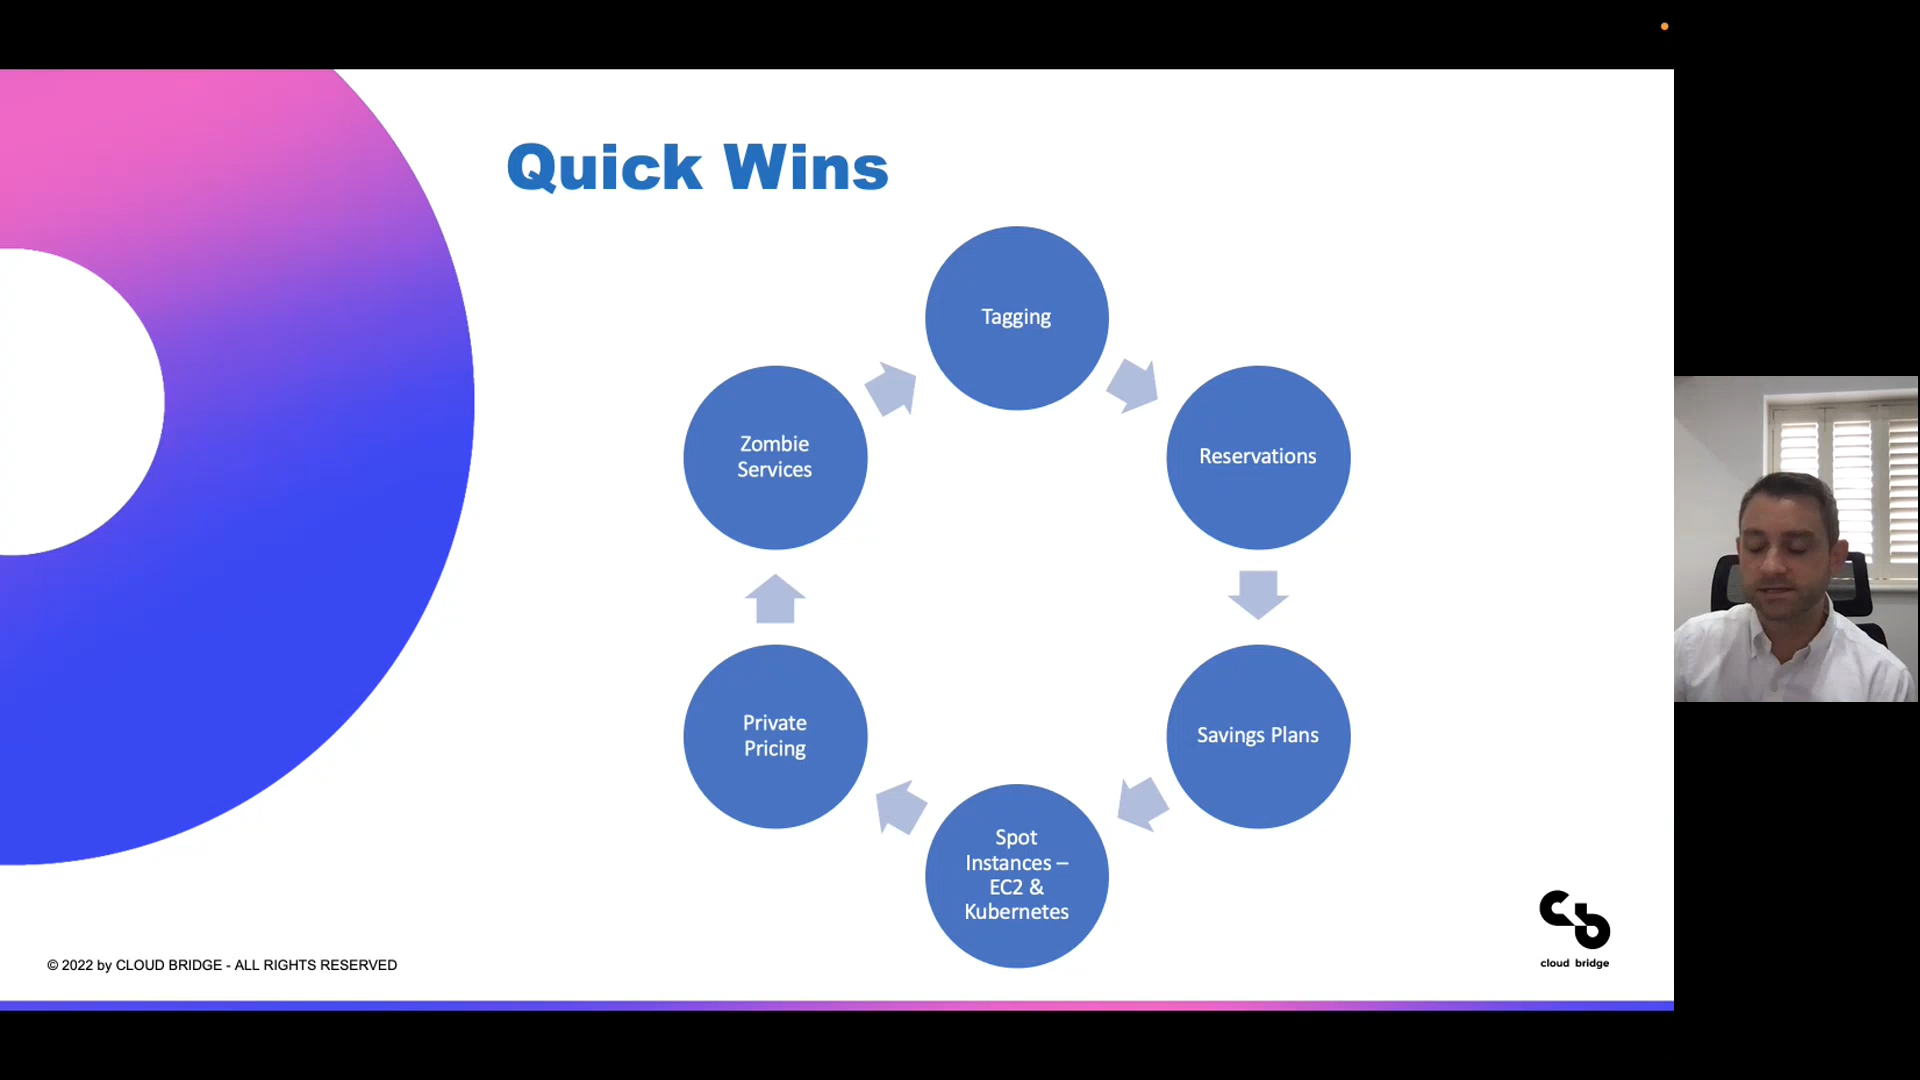 Quick Wins
Tagging
Reservations
Savings Plans
Spot
Instances –
EC2 &
Kubernetes
Private
Pricing
Zombie
Services
© 2022 by CLOUD BRIDGE - ALL RIGHTS RESERVED
cb
cloud bridge